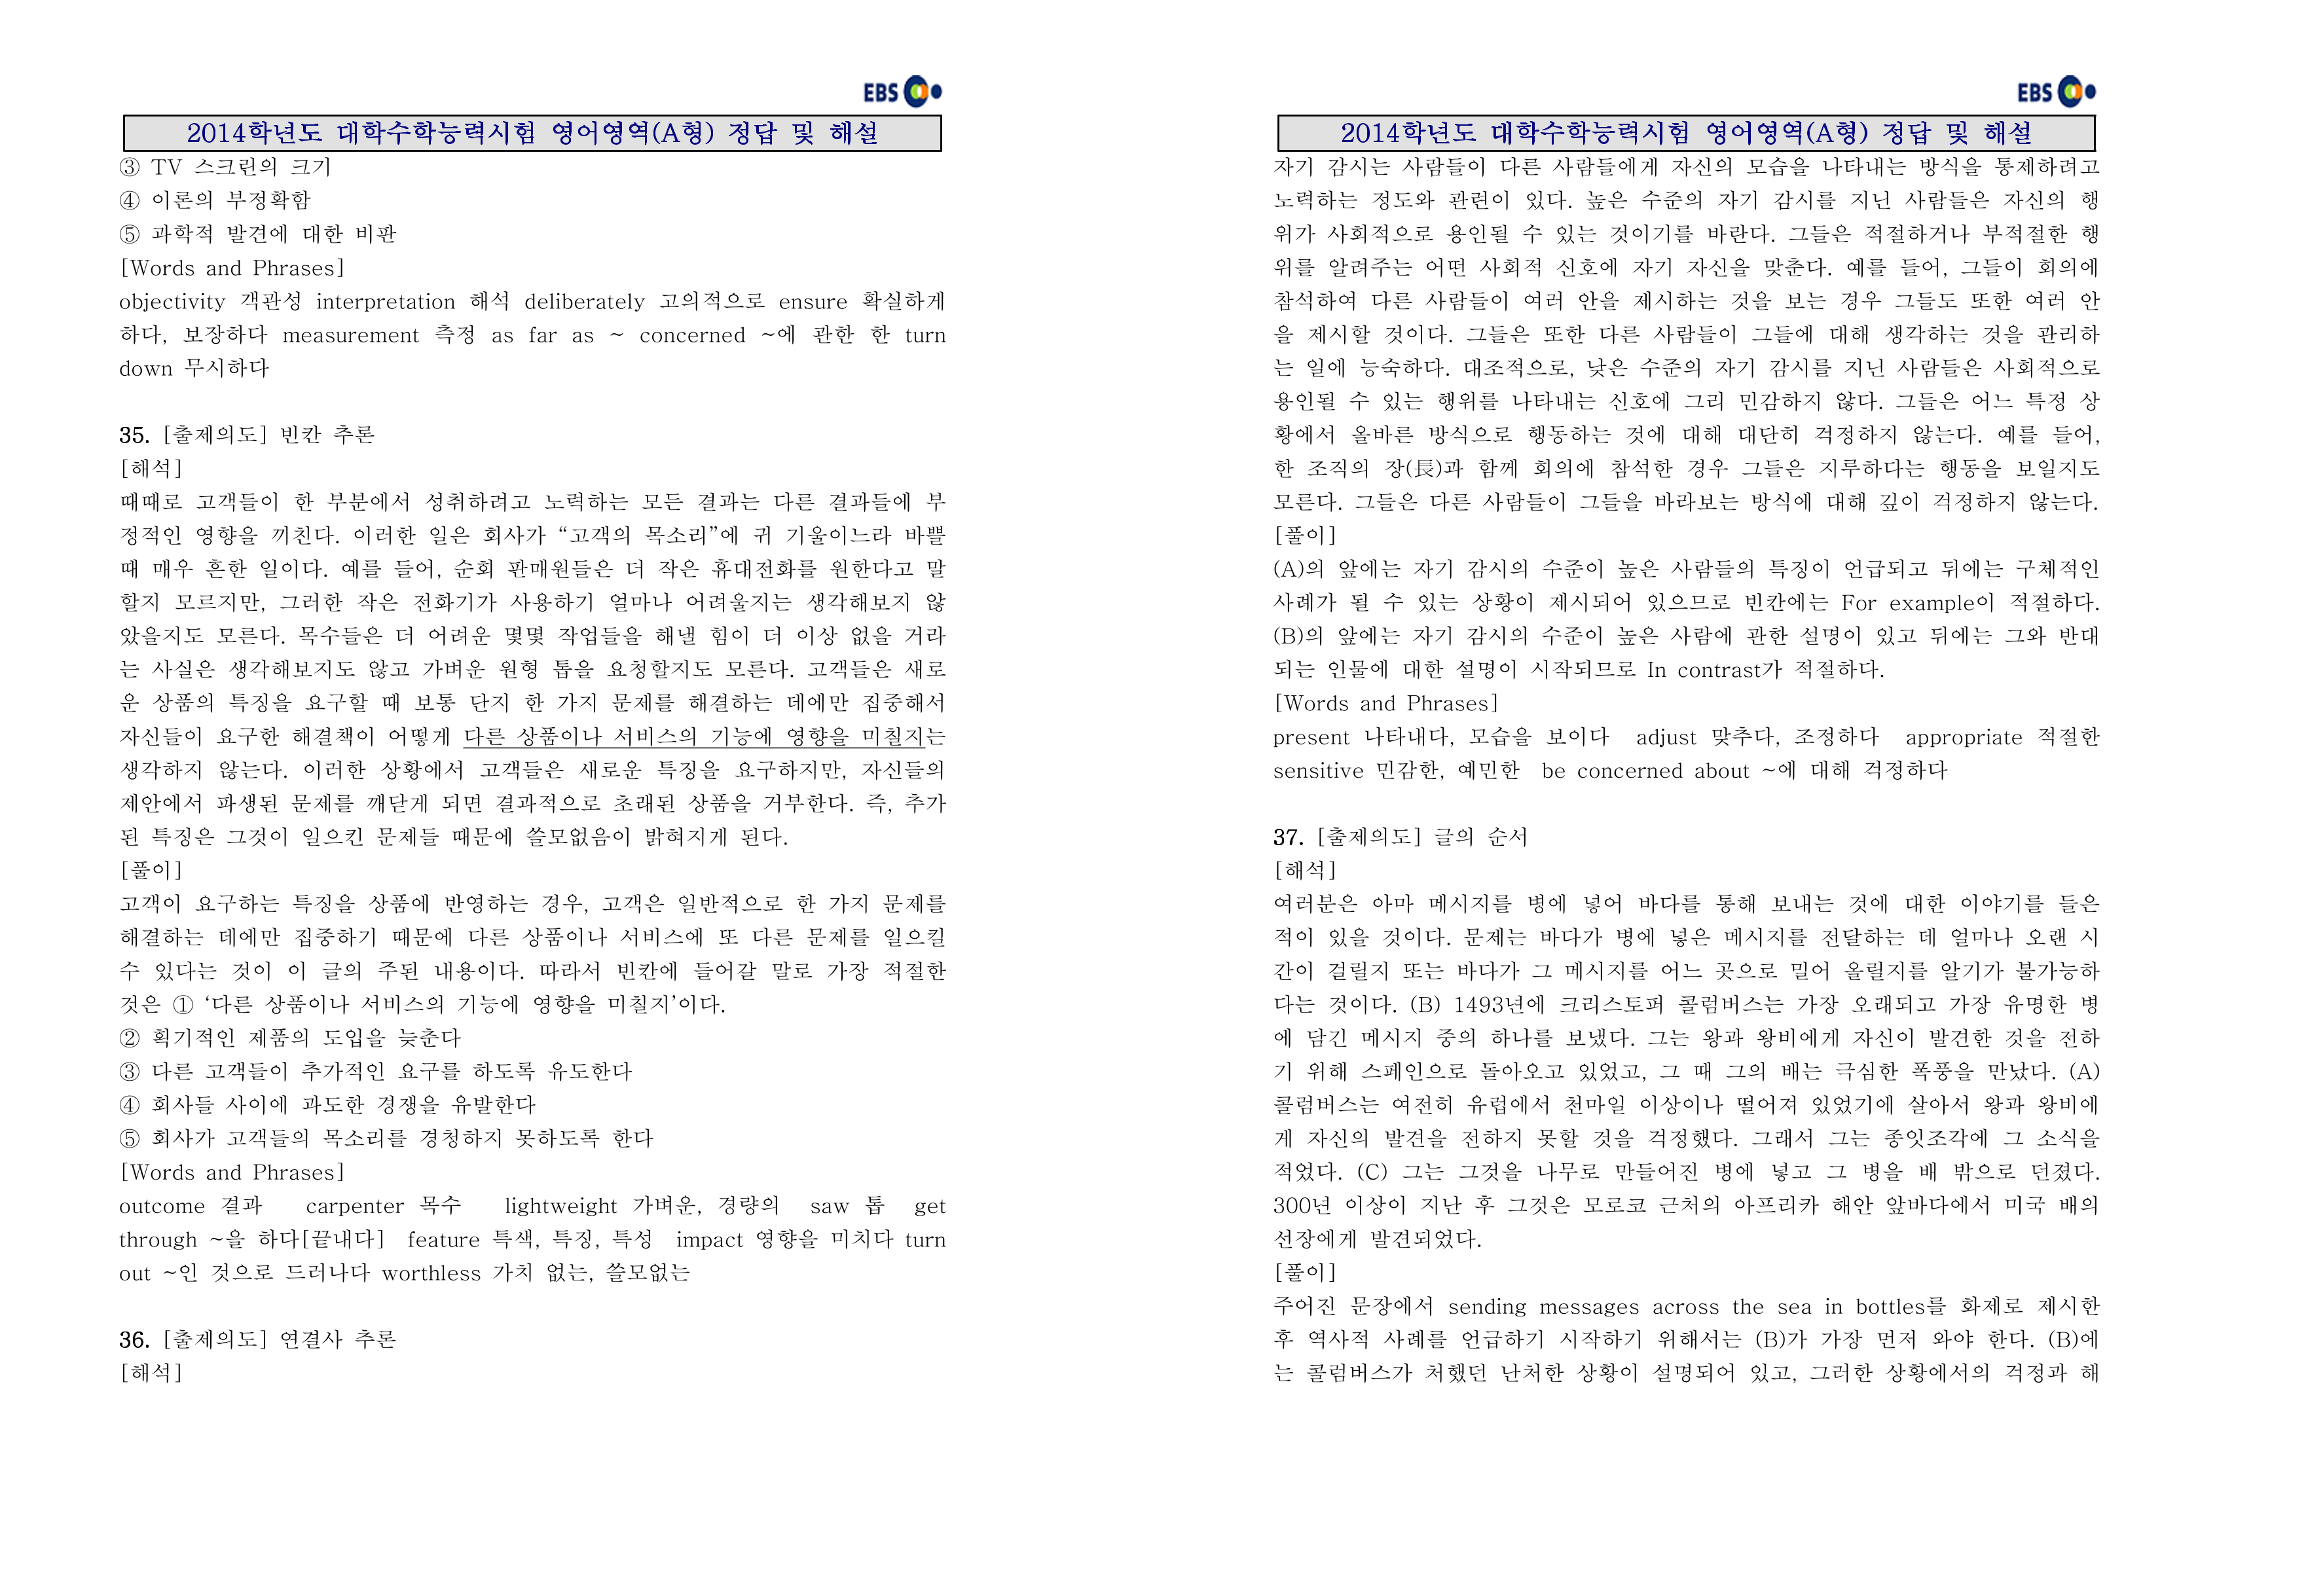 EBS
2014학년도 대학수학능력시험 영어영역(A형) 정답 및 해설
③ TV 스크린의 크기
④ 이론의 부정확함
⑤ 과학적 발견에 대한 비판
[Words and Phrases]
objectivity 객관성 interpretation 해석 deliberately 고의적으로 ensure 확실하게
하다, 보장하다 measurement 측정 as far as ~ concerned ~에 관한 한 turn
down 무시하다
35. [출제의도] 빈칸 추론
[해석]
때때로 고객들이 한 부분에서 성취하려고 노력하는 모든 결과는 다른 결과들에 부
정적인 영향을 끼친다. 이러한 일은 회사가 “고객의 목소리”에 귀 기울이느라 바쁠
때 매우 흔한 일이다. 예를 들어, 순회 판매원들은 더 작은 휴대전화를 원한다고 말
할지 모르지만, 그러한 작은 전화기가 사용하기 얼마나 어려울지는 생각해보지 않
았을지도 모른다. 목수들은 더 어려운 몇몇 작업들을 해낼 힘이 더 이상 없을 거라
는 사실은 생각해보지도 않고 가벼운 원형 톱을 요청할지도 모른다. 고객들은 새로
운 상품의 특징을 요구할 때 보통 단지 한 가지 문제를 해결하는 데에만 집중해서
자신들이 요구한 해결책이 어떻게 다른 상품이나 서비스의 기능에 영향을 미칠지는
생각하지 않는다. 이러한 상황에서 고객들은 새로운 특징을 요구하지만, 자신들의
제안에서 파생된 문제를 깨닫게 되면 결과적으로 초래된 상품을 거부한다. 즉, 추가
된 특징은 그것이 일으킨 문제들 때문에 쓸모없음이 밝혀지게 된다.
[풀이]
고객이 요구하는 특징을 상품에 반영하는 경우, 고객은 일반적으로 한 가지 문제를
해결하는 데에만 집중하기 때문에 다른 상품이나 서비스에 또 다른 문제를 일으킬
수 있다는 것이 이 글의 주된 내용이다. 따라서 빈칸에 들어갈 말로 가장 적절한
것은 ① ‘다른 상품이나 서비스의 기능에 영향을 미칠지’이다.
② 획기적인 제품의 도입을 늦춘다
③ 다른 고객들이 추가적인 요구를 하도록 유도한다
④ 회사들 사이에 과도한 경쟁을 유발한다
⑤ 회사가 고객들의 목소리를 경청하지 못하도록 한다
[Words and Phrases]
outcome 결과 carpenter 목수 lightweight 가벼운, 경량의 saw 톱 get
through ~을 하다[끝내다] feature 특색, 특징, 특성 impact 영향을 미치다 turn
out ~인 것으로 드러나다 worthless 가치 없는, 쓸모없는
36. [출제의도] 연결사 추론
[해석]
EBS
2014학년도 대학수학능력시험 영어영역(A형) 정답 및 해설
자기 감시는 사람들이 다른 사람들에게 자신의 모습을 나타내는 방식을 통제하려고
노력하는 정도와 관련이 있다. 높은 수준의 자기 감시를 지닌 사람들은 자신의 행
위가 사회적으로 용인될 수 있는 것이기를 바란다. 그들은 적절하거나 부적절한 행
위를 알려주는 어떤 사회적 신호에 자기 자신을 맞춘다. 예를 들어, 그들이 회의에
참석하여 다른 사람들이 여러 안을 제시하는 것을 보는 경우 그들도 또한 여러 안
을 제시할 것이다. 그들은 또한 다른 사람들이 그들에 대해 생각하는 것을 관리하
는 일에 능숙하다. 대조적으로, 낮은 수준의 자기 감시를 지닌 사람들은 사회적으로
용인될 수 있는 행위를 나타내는 신호에 그리 민감하지 않다. 그들은 어느 특정 상
황에서 올바른 방식으로 행동하는 것에 대해 대단히 걱정하지 않는다. 예를 들어,
한 조직의 장(長)과 함께 회의에 참석한 경우 그들은 지루하다는 행동을 보일지도
모른다. 그들은 다른 사람들이 그들을 바라보는 방식에 대해 깊이 걱정하지 않는다.
[풀이]
(A)의 앞에는 자기 감시의 수준이 높은 사람들의 특징이 언급되고 뒤에는 구체적인
사례가 될 수 있는 상황이 제시되어 있으므로 빈칸에는 For example이 적절하다.
(B)의 앞에는 자기 감시의 수준이 높은 사람에 관한 설명이 있고 뒤에는 그와 반대
되는 인물에 대한 설명이 시작되므로 In contrast가 적절하다.
[Words and Phrases]
present 나타내다, 모습을 보이다 adjust 맞추다, 조정하다 appropriate 적절한
sensitive 민감한, 예민한 be concerned about ~에 대해 걱정하다
37. [출제의도] 글의 순서
[해석]
여러분은 아마 메시지를 병에 넣어 바다를 통해 보내는 것에 대한 이야기를 들은
적이 있을 것이다. 문제는 바다가 병에 넣은 메시지를 전달하는 데 얼마나 오랜 시
간이 걸릴지 또는 바다가 그 메시지를 어느 곳으로 밀어 올릴지를 알기가 불가능하
다는 것이다. (B) 1493년에 크리스토퍼 콜럼버스는 가장 오래되고 가장 유명한 병
에 담긴 메시지 중의 하나를 보냈다. 그는 왕과 왕비에게 자신이 발견한 것을 전하
기 위해 스페인으로 돌아오고 있었고, 그 때 그의 배는 극심한 폭풍을 만났다. (A)
콜럼버스는 여전히 유럽에서 천마일 이상이나 떨어져 있었기에 살아서 왕과 왕비에
게 자신의 발견을 전하지 못할 것을 걱정했다. 그래서 그는 종잇조각에 그 소식을
적었다. (C) 그는 그것을 나무로 만들어진 병에 넣고 그 병을 배 밖으로 던졌다.
300년 이상이 지난 후 그것은 모로코 근처의 아프리카 해안 앞바다에서 미국 배의
선장에게 발견되었다.
[풀이]
주어진 문장에서 sending messages across the sea in bottles를 화제로 제시한
후 역사적 사례를 언급하기 시작하기 위해서는 (B)가 가장 먼저 와야 한다. (B)에
는 콜럼버스가 처했던 난처한 상황이 설명되어 있고, 그러한 상황에서의 걱정과 해